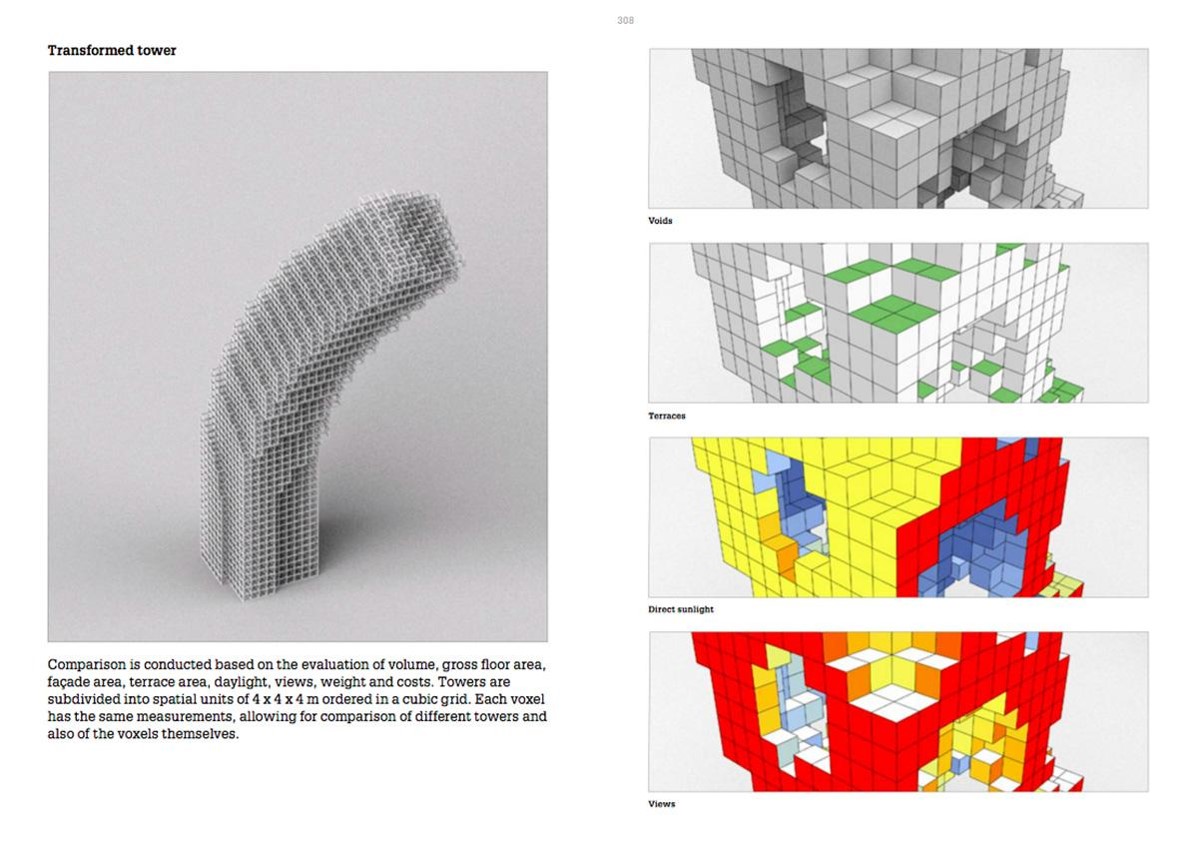 308
Transformed tower
Comparison is conducted based on the evaluation of volume, gross floor area,
façade area, terrace area, daylight, views, weight and costs. Towers are
subdivided into spatial units of 4 x 4 x 4 m ordered in a cubic grid. Each voxel
has the same measurements, allowing for comparison of different towers and
also of the voxels themselves.
Voids
Terraces
Direct sunlight
Views